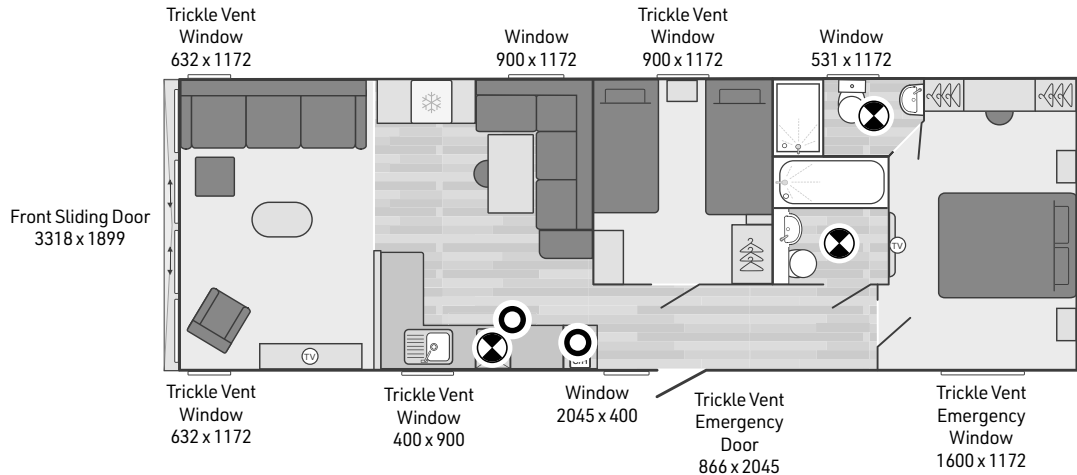 Trickle Vent
Window
632 x 1172
Window
900 x 1172
Trickle Vent
Window
900 x 1172
Window
531 x 1172
Front Sliding Door
3318 x 1899
TV
TV
Trickle Vent
Window
632 x 1172
Trickle Vent
Window
400 x 900
Window
2045 x 400
Trickle Vent
Emergency
Door
866 x 2045
Trickle Vent
Emergency
Window
1600 x 1172